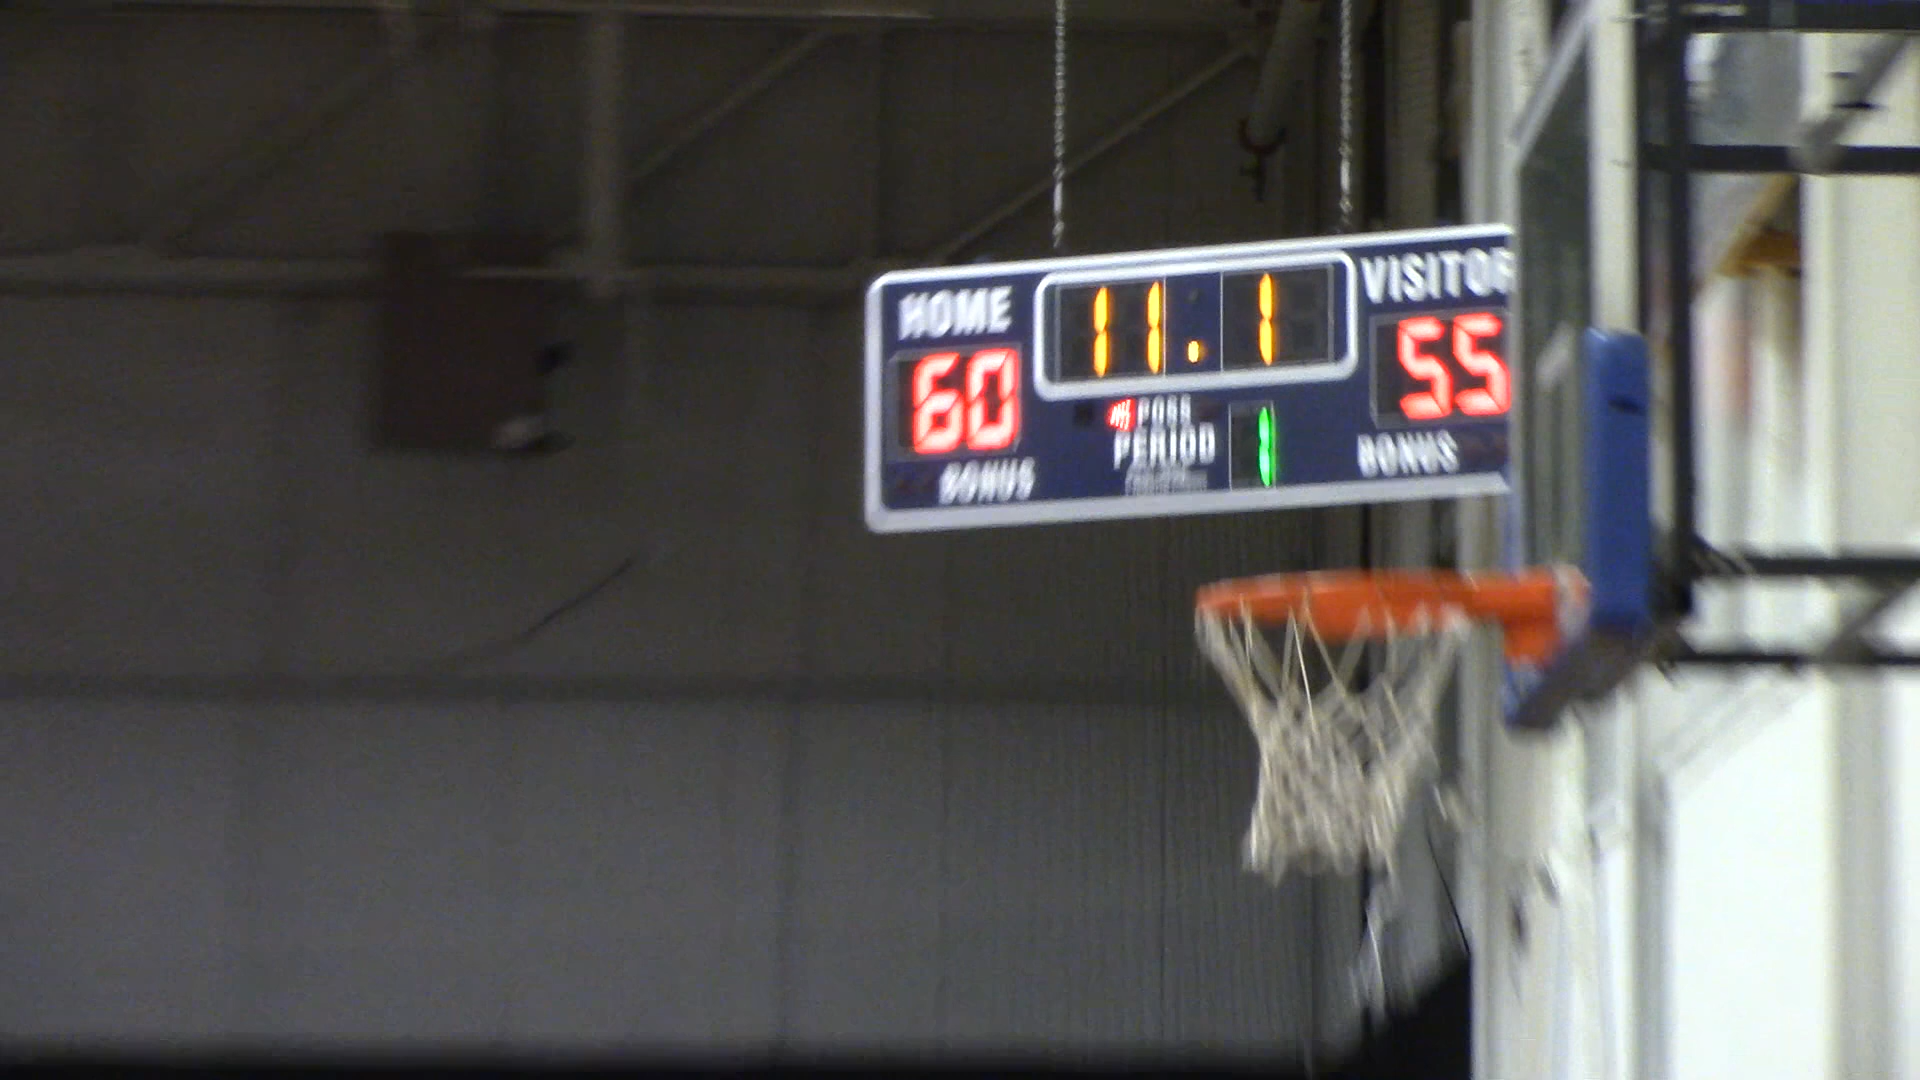 HOME 11.1 VISITOR
60 55
POSS
PERIOD 1
BONUS BONUS